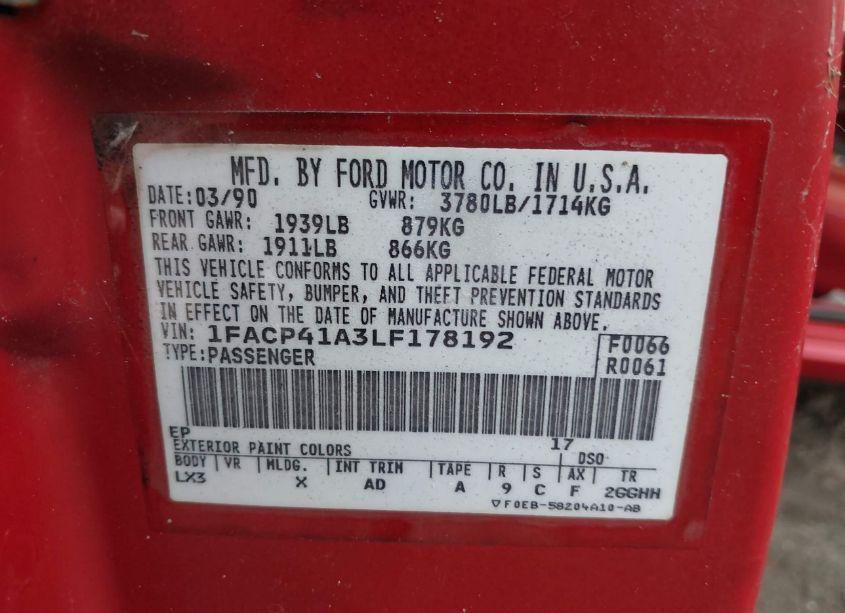 MFD. BY FORD MOTOR CO. IN U.S.A.
DATE: 03/90 GVWR: 3780LB/1714KG
FRONT GAWR: 1939LB 879KG
REAR GAWR: 1911LB 866KG
THIS VEHICLE CONFORMS TO ALL APPLICABLE FEDERAL MOTOR
VEHICLE SAFETY, BUMPER, AND THEFT PREVENTION STANDARDS
IN EFFECT ON THE DATE OF MANUFACTURE SHOWN ABOVE.
VIN: 1FACP41A3LF178192 F0066
TYPE: PASSENGER R0061
EP 17
EXTERIOR PAINT COLORS DSO
BODY VR MLDG. INT TRIM TAPE R S AX TR
LX3 X AD A 9 C F 2GGHH
▽F0EB-58204A10-AB